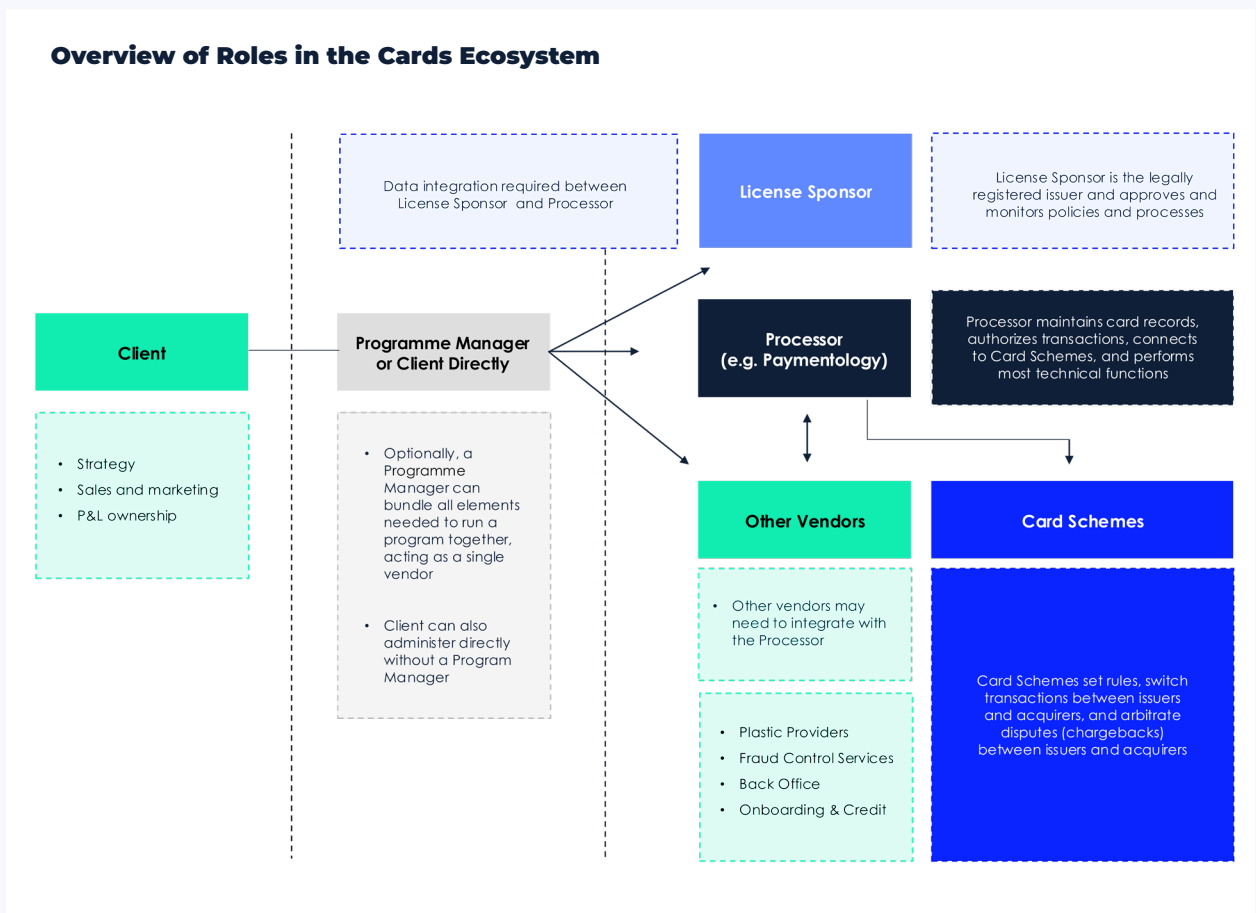 Overview of Roles in the Cards Ecosystem
Data integration required between
License Sponsor and Processor
License Sponsor
License Sponsor is the legally
registered issuer and approves and
monitors policies and processes
Client
Programme Manager
or Client Directly
Processor
(e.g. Paymentology)
Processor maintains card records,
authorizes transactions, connects
to Card Schemes, and performs
most technical functions
• Strategy
• Sales and marketing
• P&L ownership
• Optionally, a
Programme
Manager can
bundle all elements
needed to run a
program together,
acting as a single
vendor
• Client can also
administer directly
without a Program
Manager
Other Vendors
• Other vendors may
need to integrate with
the Processor
• Plastic Providers
• Fraud Control Services
• Back Office
• Onboarding & Credit
Card Schemes
Card Schemes set rules, switch
transactions between issuers
and acquirers, and arbitrate
disputes (chargebacks)
between issuers and acquirers